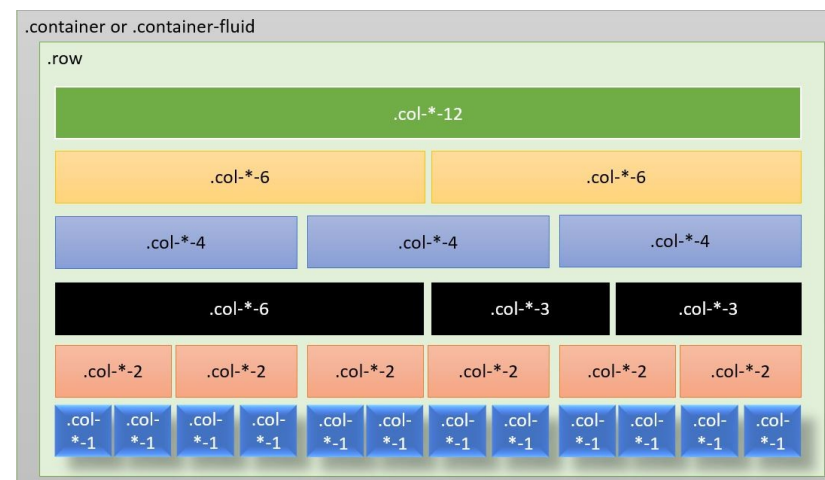 .container or .container-fluid
.row
.col-*-12
.col-*-6 .col-*-6
.col-*-4 .col-*-4 .col-*-4
.col-*-6 .col-*-3 .col-*-3
.col-*-2 .col-*-2 .col-*-2 .col-*-2 .col-*-2 .col-*-2
.col- .col- .col- .col- .col- .col- .col- .col- .col- .col- .col- .col-
*-1 *-1 *-1 *-1 *-1 *-1 *-1 *-1 *-1 *-1 *-1 *-1